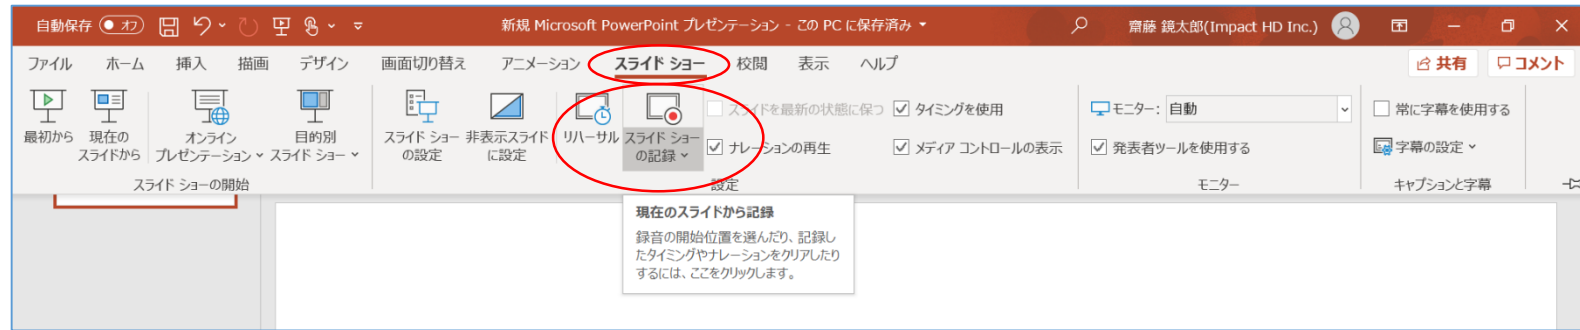 自動保存 オフ 新規 Microsoft PowerPoint プレゼンテーション - この PC に保存済み 齋藤 鏡太郎(Impact HD Inc.)
ファイル ホーム 挿入 描画 デザイン 画面切り替え アニメーション スライド ショー 校閲 表示 ヘルプ 共有 コメント
最初から
現在の
スライドから
オンライン
プレゼンテーション
目的別
スライド ショー
スライド ショーの開始
スライド ショー
の設定
非表示スライド
に設定
リハーサル
スライド ショー
の記録
スライドを最新の状態に保つ
タイミングを使用
ナレーションの再生
メディア コントロールの表示
設定
モニター: 自動
発表者ツールを使用する
モニター
常に字幕を使用する
字幕の設定
キャプションと字幕
現在のスライドから記録
録音の開始位置を選んだり、記録し
たタイミングやナレーションをクリアしたり
するには、ここをクリックします。